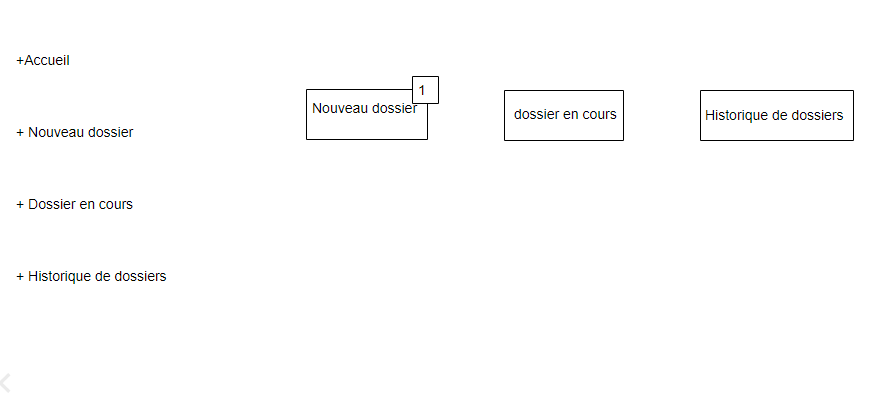 +Accueil
1
Nouveau dossier
dossier en cours
Historique de dossiers
+ Nouveau dossier
+ Dossier en cours
+ Historique de dossiers